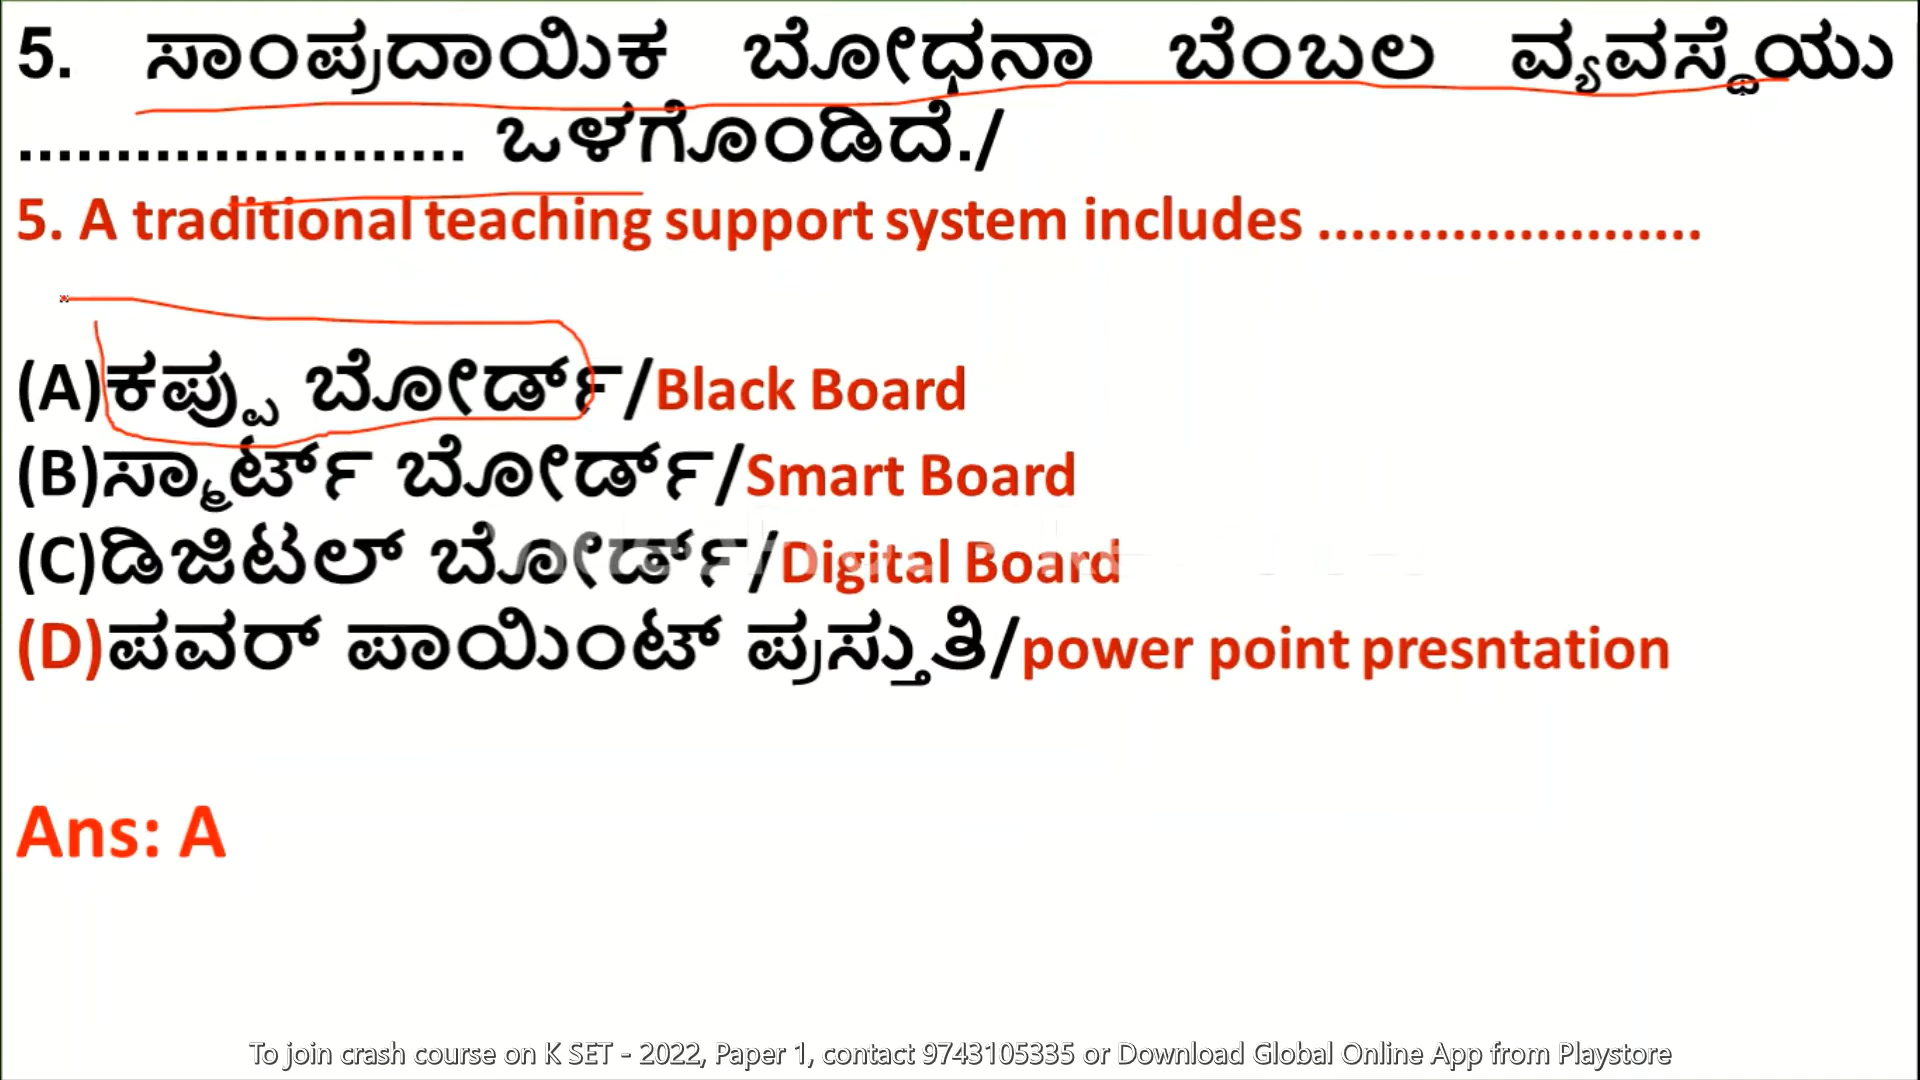 5. ಸಾಂಪ್ರದಾಯಿಕ ಬೋಧನಾ ಬೆಂಬಲ ವ್ಯವಸ್ಥೆಯು
....................... ಒಳಗೊಂಡಿದೆ./
5. A traditional teaching support system includes .......................
(A)ಕಪ್ಪು ಬೋರ್ಡ್/Black Board
(B)ಸ್ಮಾರ್ಟ್ ಬೋರ್ಡ್/Smart Board
(C)ಡಿಜಿಟಲ್ ಬೋರ್ಡ್/Digital Board
(D)ಪವರ್ ಪಾಯಿಂಟ್ ಪ್ರಸ್ತುತಿ/power point presntation
Ans: A
To join crash course on K SET - 2022, Paper 1, contact 9743105335 or Download Global Online App from Playstore